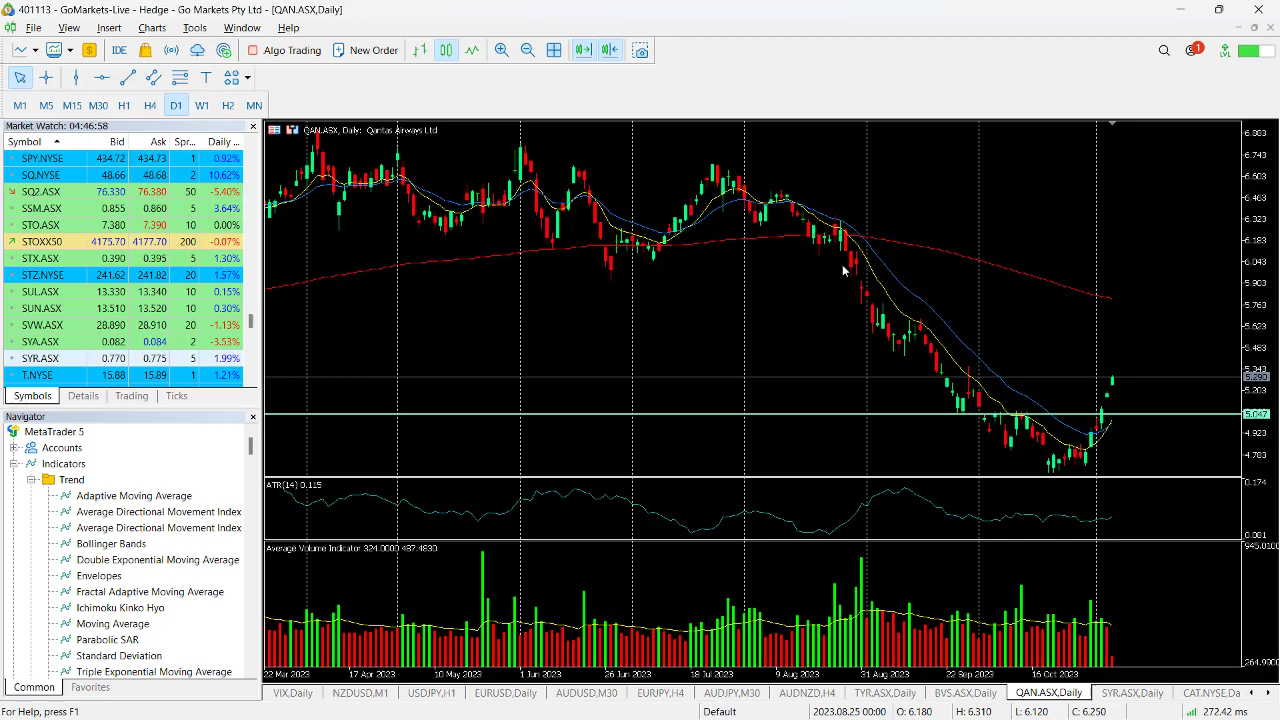 401113 - GoMarkets-Live - Hedge - Go Markets Pty Ltd - [QAN.ASX,Daily]
File View Insert Charts Tools Window Help
IDE Algo Trading New Order 1 LVL
T
M1 M5 M15 M30 H1 H4 D1 W1 H2 MN
Market Watch: 04:46:58
Symbol Bid Ask Spr... Daily ...
SPY.NYSE 434.72 434.73 1 0.92%
SQ.NYSE 48.66 48.68 2 10.62%
SQ2.ASX 76.330 76.380 50 -5.40%
SSM.ASX 0.855 0.860 5 3.64%
STO.ASX 7.380 7.390 10 0.00%
STOXX50 4175.70 4177.70 200 -0.07%
STX.ASX 0.390 0.395 5 1.30%
STZ.NYSE 241.62 241.82 20 1.57%
SUL.ASX 13.330 13.340 10 0.15%
SUN.ASX 13.510 13.520 10 0.30%
SVW.ASX 28.890 28.910 20 -1.13%
SYA.ASX 0.082 0.084 2 -3.53%
SYR.ASX 0.770 0.775 5 1.99%
T.NYSE 15.88 15.89 1 1.21%
Symbols Details Trading Ticks
Navigator
MetaTrader 5
Accounts
Indicators
Trend
Adaptive Moving Average
Average Directional Movement Index
Average Directional Movement Index
Bollinger Bands
Double Exponential Moving Average
Envelopes
Fractal Adaptive Moving Average
Ichimoku Kinko Hyo
Moving Average
Parabolic SAR
Standard Deviation
Triple Exponential Moving Average
Common Favorites
QAN.ASX, Daily: Qantas Airways Ltd
6.883
6.743
6.603
6.463
6.323
6.183
6.043
5.903
5.763
5.623
5.483
5.203
5.047
4.923
4.783
ATR(14) 0.115
0.174
0.001
Average Volume Indicator 324.0000 487.4830
264.9900
22 Mar 2023 17 Apr 2023 10 May 2023 1 Jun 2023 26 Jun 2023 18 Jul 2023 9 Aug 2023 31 Aug 2023 22 Sep 2023 16 Oct 2023
VIX,Daily NZDUSD,M1 USDJPY,H1 EURUSD,Daily AUDUSD,M30 EURJPY,H4 AUDJPY,M30 AUDNZD,H4 TYR.ASX,Daily BVS.ASX,Daily QAN.ASX,Daily SYR.ASX,Daily CAT.NYSE,Da
For Help, press F1 Default 2023.08.25 00:00 O: 6.180 H: 6.310 L: 6.120 C: 6.250 272.42 ms